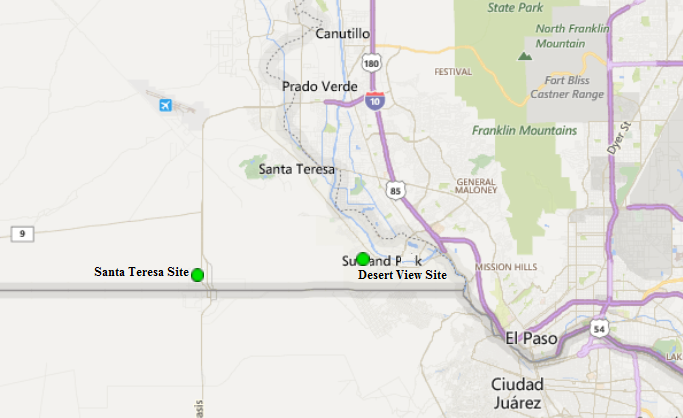 State Park
Canutillo
North Franklin
Mountain
180
FESTIVAL
Prado Verde
Fort Bliss
Castner Range
10
Franklin Mountains
Dyer St
Santa Teresa
GENERAL
MALONEY
85
9
Santa Teresa Site
Desert View Site
MISSION HILLS
El Paso
54
Ciudad
Juárez